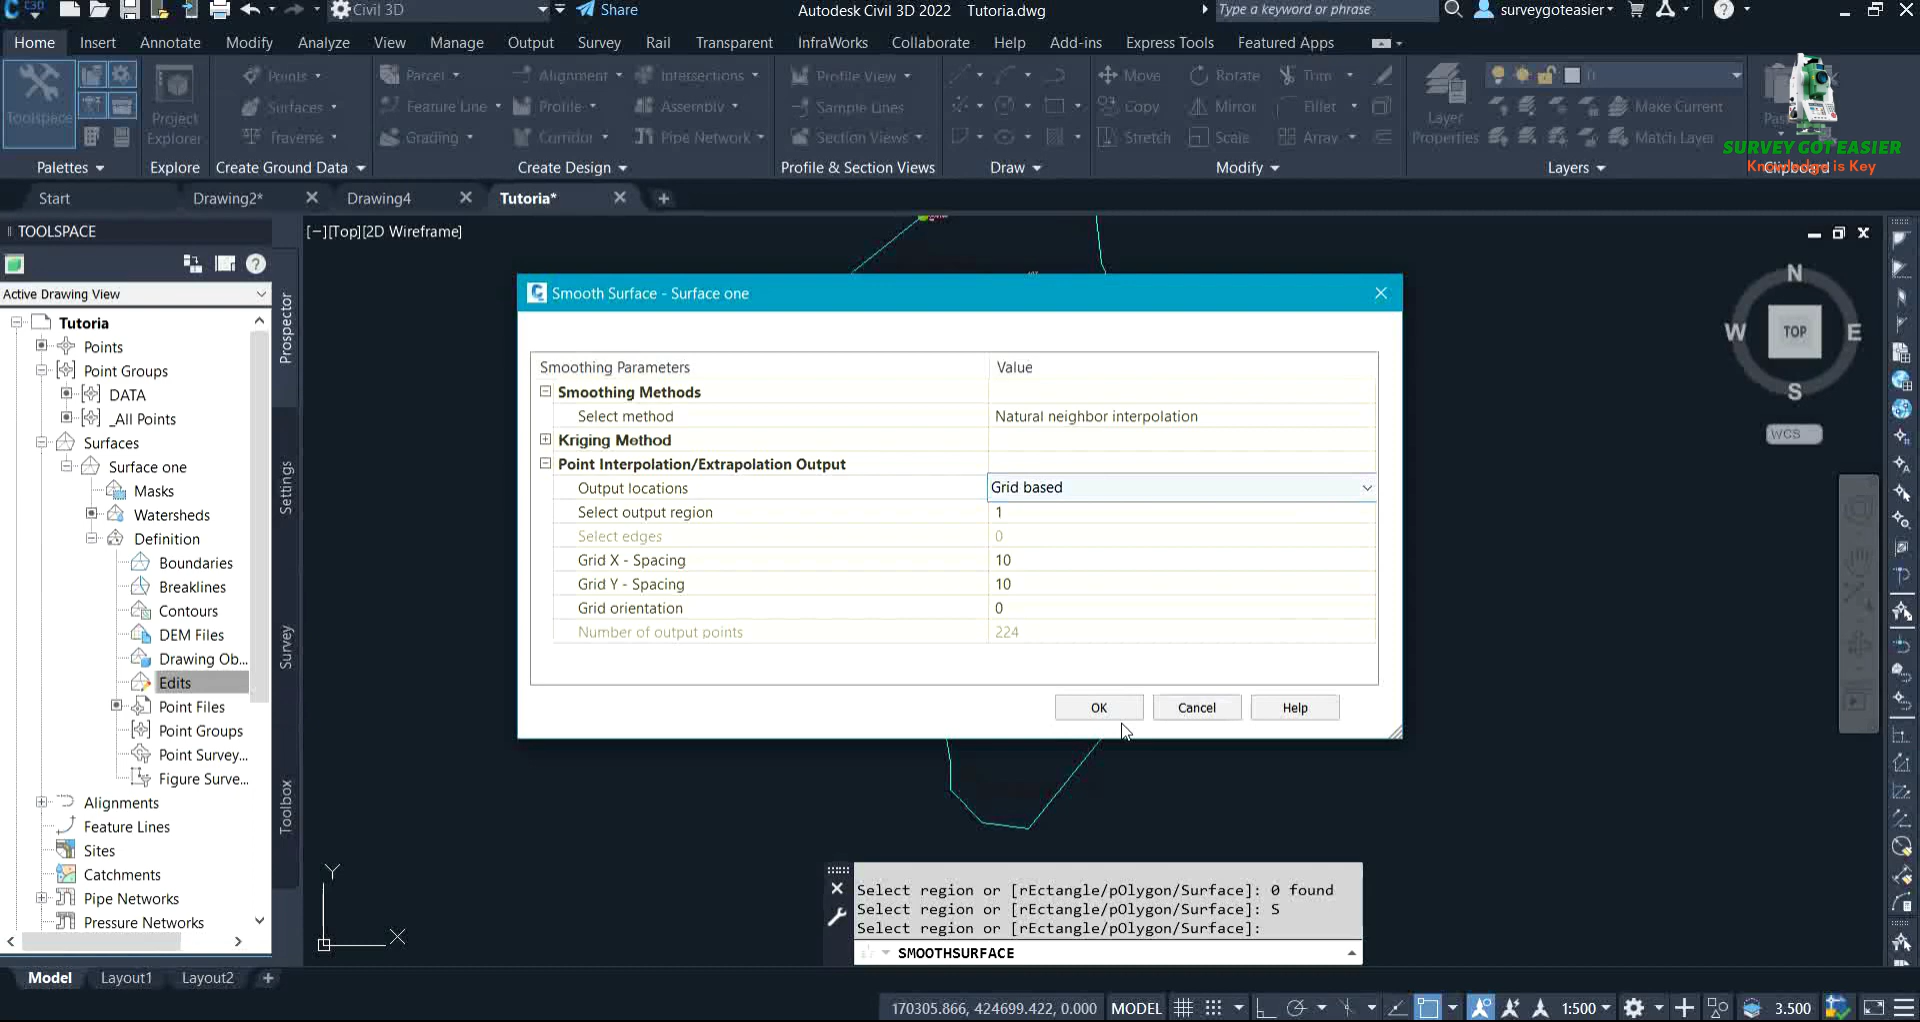 C3D
Civil 3D
Share
Autodesk Civil 3D 2022 Tutoria.dwg
Type a keyword or phrase
surveygoteasier
Home Insert Annotate Modify Analyze View Manage Output Survey Rail Transparent InfraWorks Collaborate Help Add-ins Express Tools Featured Apps
Toolspace
Project
Explorer
Points
Surfaces
Traverse
Parcel
Feature Line
Grading
Alignment
Profile
Corridor
Intersections
Assembly
Pipe Network
Profile View
Sample Lines
Section Views
Move
Copy
Stretch
Rotate
Mirror
Scale
Trim
Fillet
Array
Layer
Properties
0
Make Current
Match Layer
SURVEY GOT EASIER
Knowledge is Key
Palettes
Explore
Create Ground Data
Create Design
Profile & Section Views
Draw
Modify
Layers
Clipboard
Start
Drawing2*
Drawing4
Tutoria*
TOOLSPACE
Active Drawing View
Tutoria
Points
Point Groups
DATA
_All Points
Surfaces
Surface one
Masks
Watersheds
Definition
Boundaries
Breaklines
Contours
DEM Files
Drawing Ob...
Edits
Point Files
Point Groups
Point Survey...
Figure Surve...
Alignments
Feature Lines
Sites
Catchments
Pipe Networks
Pressure Networks
Prospector
Settings
Survey
Toolbox
[−][Top][2D Wireframe]
N
W
TOP
E
S
WCS
Smooth Surface - Surface one
Smoothing Parameters Value
Smoothing Methods
Select method Natural neighbor interpolation
Kriging Method
Point Interpolation/Extrapolation Output
Output locations Grid based
Select output region 1
Select edges 0
Grid X - Spacing 10
Grid Y - Spacing 10
Grid orientation 0
Number of output points 224
OK Cancel Help
Y
X
Select region or [rEctangle/pOlygon/Surface]: 0 found
Select region or [rEctangle/pOlygon/Surface]: S
Select region or [rEctangle/pOlygon/Surface]:
SMOOTHSURFACE
Model Layout1 Layout2
170305.866, 424699.422, 0.000 MODEL 1:500 3.500